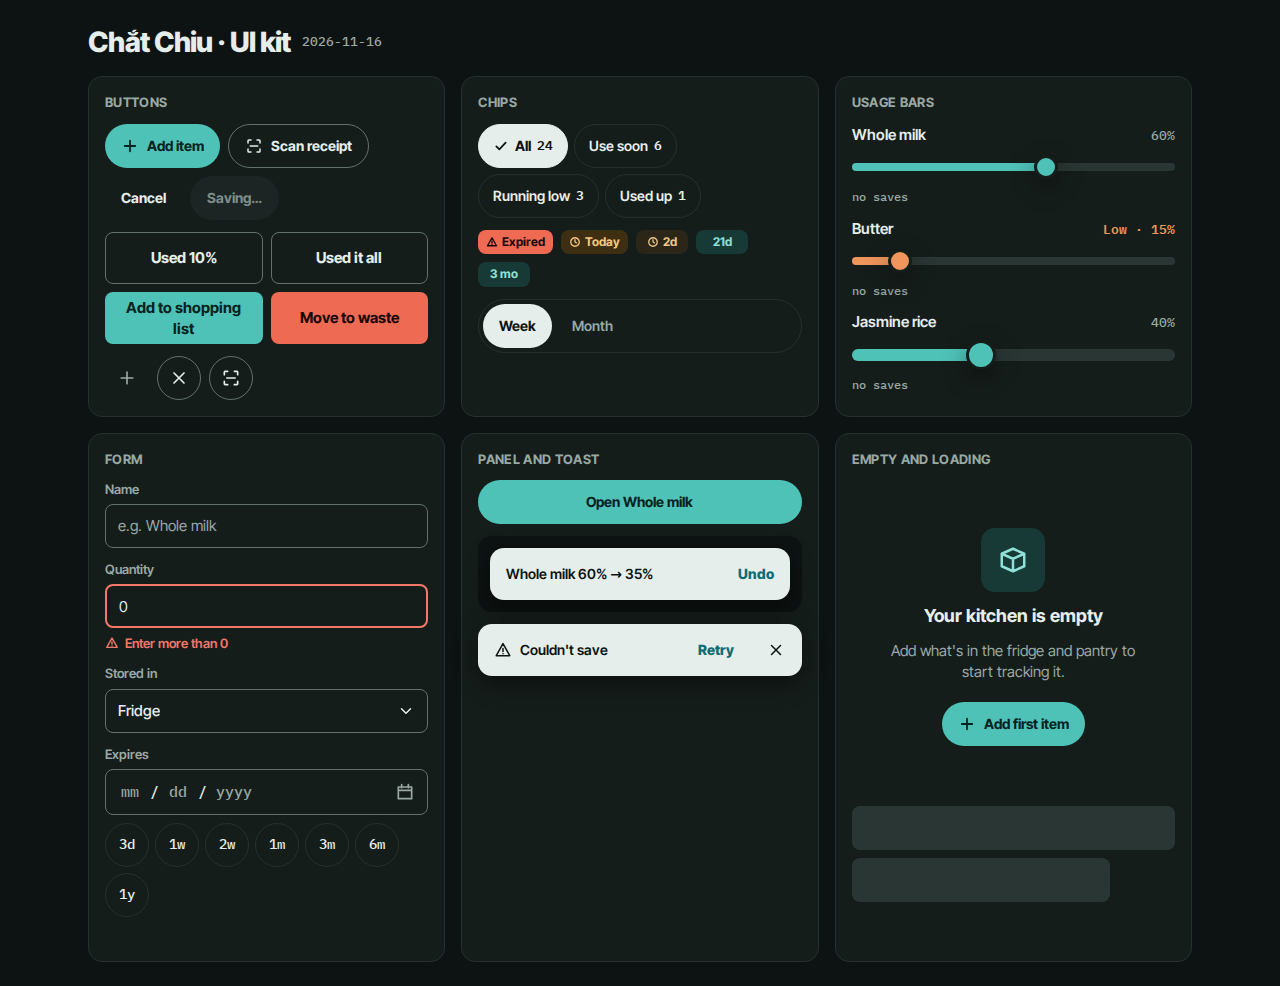 Chắt Chiu · UI kit 2026-11-16
BUTTONS
Add item
Scan receipt
Cancel
Saving...
Used 10%
Used it all
Add to shopping
list
Move to waste
CHIPS
All 24
Use soon 6
Running low 3
Used up 1
Expired
Today
2d
21d
3 mo
Week
Month
USAGE BARS
Whole milk 60%
no saves
Butter Low · 15%
no saves
Jasmine rice 40%
no saves
FORM
Name
e.g. Whole milk
Quantity
0
Enter more than 0
Stored in
Fridge
Expires
mm / dd / yyyy
3d
1w
2w
1m
3m
6m
1y
PANEL AND TOAST
Open Whole milk
Whole milk 60% → 35% Undo
Couldn't save Retry
EMPTY AND LOADING
Your kitchen is empty
Add what's in the fridge and pantry to
start tracking it.
Add first item